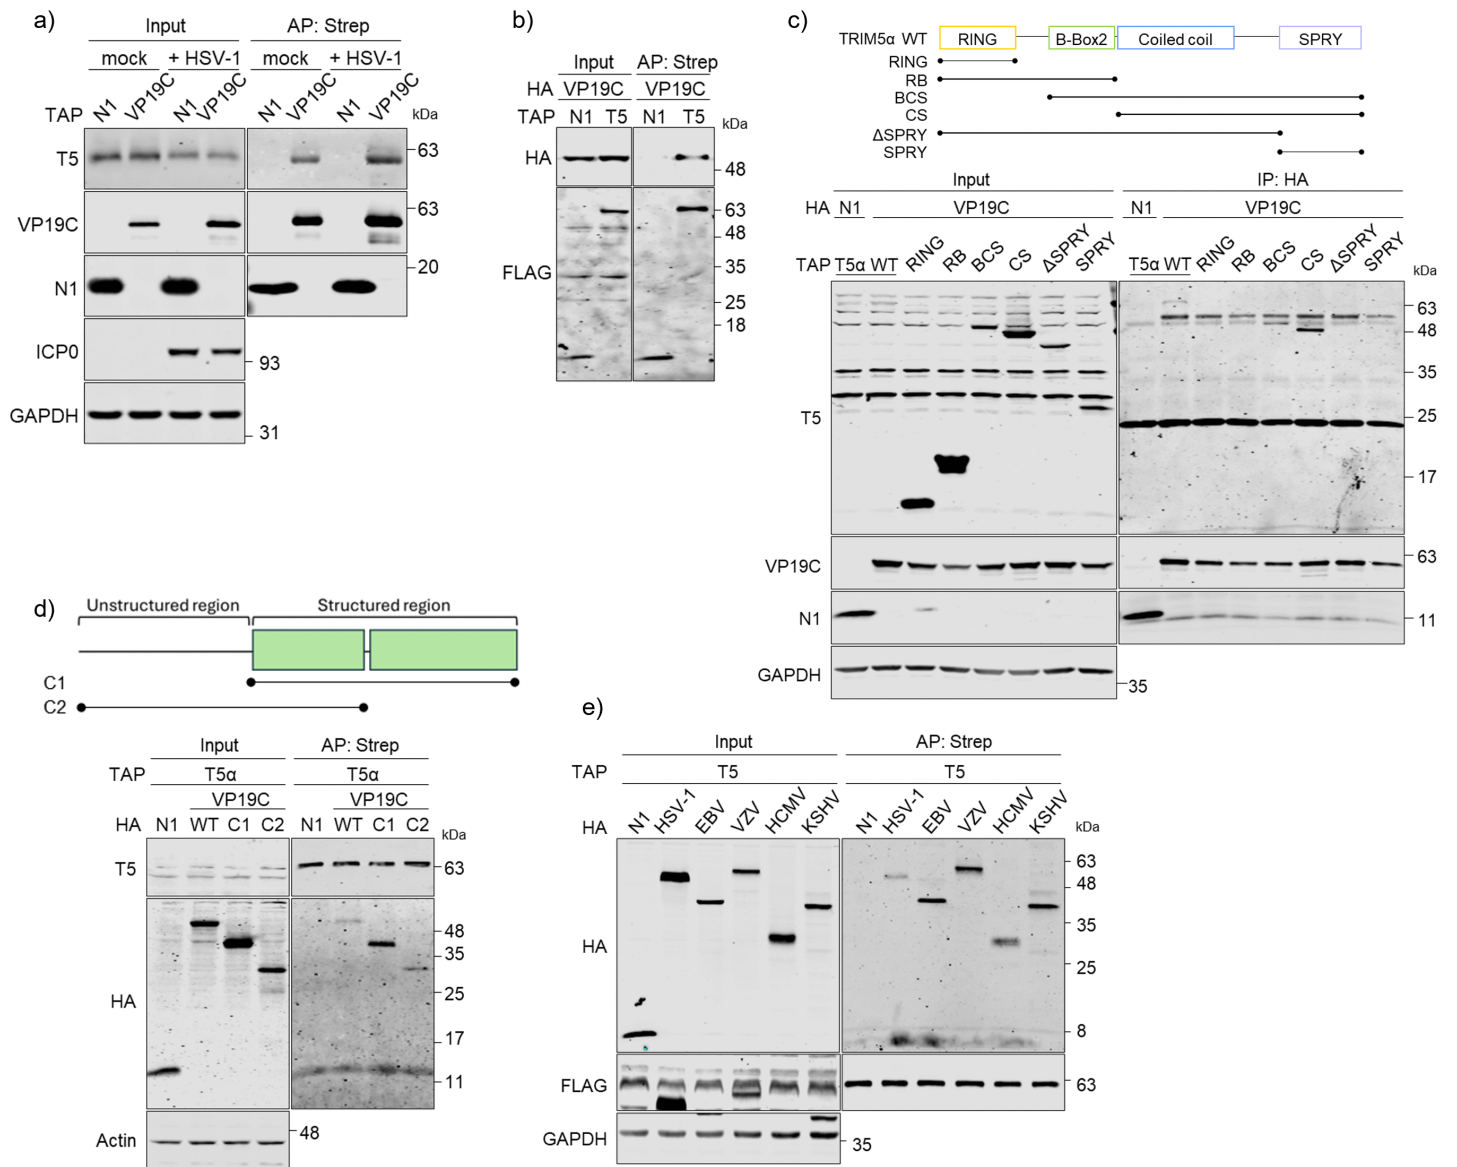 a)
Input AP: Strep
mock + HSV-1 mock + HSV-1
TAP N1 VP19C N1 VP19C N1 VP19C N1 VP19C kDa
T5 63
VP19C 63
N1 20
ICP0 93
GAPDH 31
b)
Input AP: Strep
HA VP19C VP19C
TAP N1 T5 N1 T5 kDa
HA 48
FLAG
63
48
35
25
18
c)
TRIM5α WT RING B-Box2 Coiled coil SPRY
RING
RB
BCS
CS
ΔSPRY
SPRY
Input IP: HA
HA N1 VP19C N1 VP19C
TAP T5α WT RING RB BCS CS ΔSPRY SPRY T5α WT RING RB BCS CS ΔSPRY SPRY kDa
T5
63
48
35
25
17
VP19C 63
N1 11
GAPDH 35
d)
Unstructured region Structured region
C1
C2
Input AP: Strep
TAP T5α T5α
VP19C VP19C
HA N1 WT C1 C2 N1 WT C1 C2 kDa
T5 63
HA
48
35
25
17
11
Actin 48
e)
Input AP: Strep
TAP T5 T5
HA N1 HSV-1 EBV VZV HCMV KSHV N1 HSV-1 EBV VZV HCMV KSHV kDa
HA
63
48
35
25
8
FLAG 63
GAPDH 35